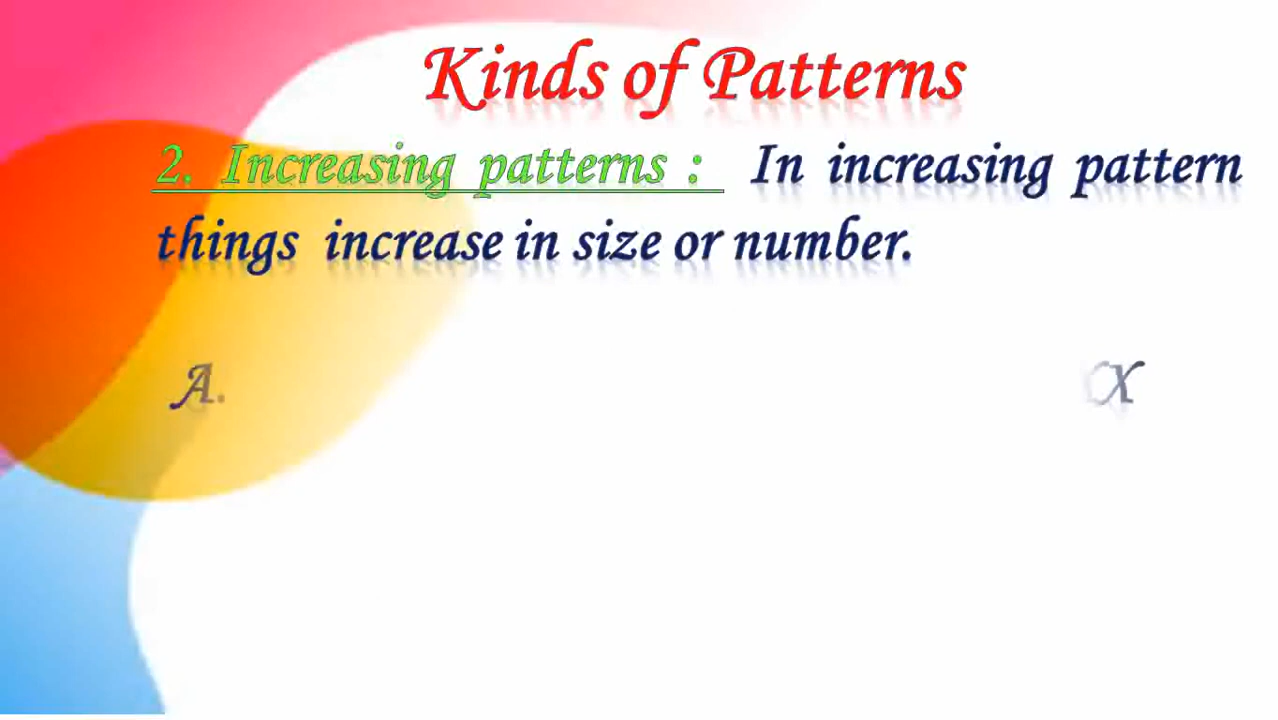 Kinds of Patterns
2. Increasing patterns : In increasing pattern
things increase in size or number.
A. X